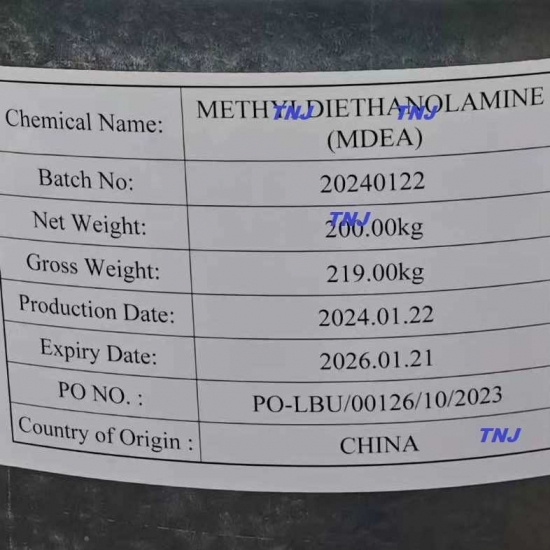 Chemical Name: METHYLDIETHANOLAMINE
(MDEA)
Batch No: 20240122
Net Weight: 200.00kg
Gross Weight: 219.00kg
Production Date: 2024.01.22
Expiry Date: 2026.01.21
PO NO. : PO-LBU/00126/10/2023
Country of Origin : CHINA
TNJ
TNJ
TNJ
TNJ